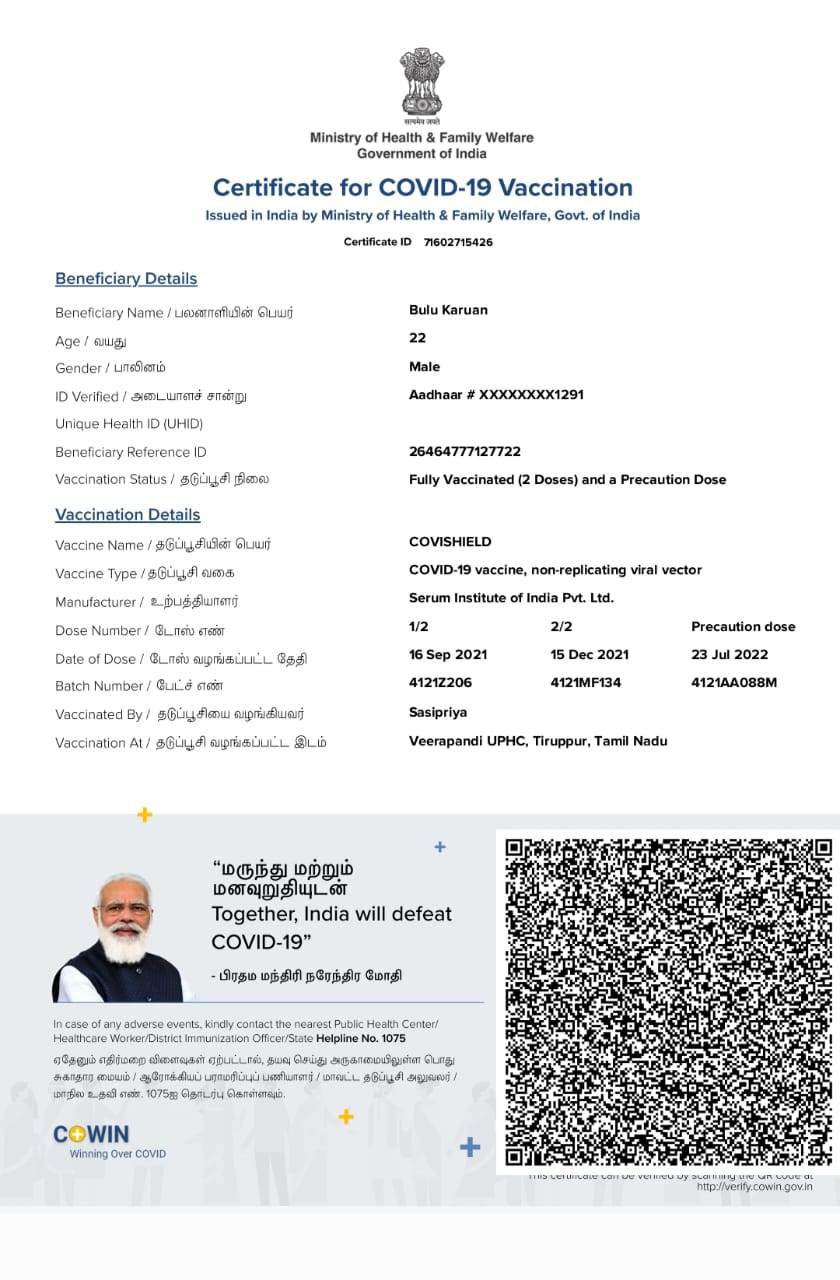 सत्यमेव जयते
Ministry of Health & Family Welfare
Government of India
Certificate for COVID-19 Vaccination
Issued in India by Ministry of Health & Family Welfare, Govt. of India
Certificate ID 71602715426
Beneficiary Details
Beneficiary Name / பலனாளியின் பெயர் Bulu Karuan
Age / வயது 22
Gender / பாலினம் Male
ID Verified / அடையாளச் சான்று Aadhaar # XXXXXXXX1291
Unique Health ID (UHID)
Beneficiary Reference ID 26464777127722
Vaccination Status / தடுப்பூசி நிலை Fully Vaccinated (2 Doses) and a Precaution Dose
Vaccination Details
Vaccine Name / தடுப்பூசியின் பெயர் COVISHIELD
Vaccine Type / தடுப்பூசி வகை COVID-19 vaccine, non-replicating viral vector
Manufacturer / உற்பத்தியாளர் Serum Institute of India Pvt. Ltd.
Dose Number / டோஸ் எண் 1/2 2/2 Precaution dose
Date of Dose / டோஸ் வழங்கப்பட்ட தேதி 16 Sep 2021 15 Dec 2021 23 Jul 2022
Batch Number / பேட்ச் எண் 4121Z206 4121MF134 4121AA088M
Vaccinated By / தடுப்பூசியை வழங்கியவர் Sasipriya
Vaccination At / தடுப்பூசி வழங்கப்பட்ட இடம் Veerapandi UPHC, Tiruppur, Tamil Nadu
“மருந்து மற்றும்
மனவுறுதியுடன்
Together, India will defeat
COVID-19”
- பிரதம மந்திரி நரேந்திர மோதி
In case of any adverse events, kindly contact the nearest Public Health Center/
Healthcare Worker/District Immunization Officer/State Helpline No. 1075
ஏதேனும் எதிர்மறை விளைவுகள் ஏற்பட்டால், தயவு செய்து அருகாமையிலுள்ள பொது
சுகாதார மையம் / ஆரோக்கியப் பராமரிப்புப் பணியாளர் / மாவட்ட தடுப்பூசி அலுவலர் /
மாநில உதவி எண். 1075ஐ தொடர்பு கொள்ளவும்.
COWIN
Winning Over COVID
This certificate can be verified by scanning the QR code at
http://verify.cowin.gov.in